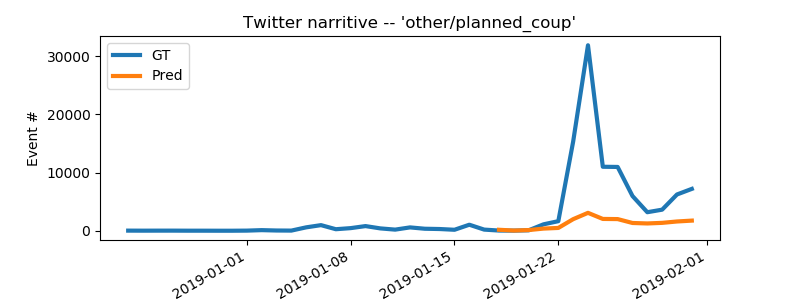 Twitter narritive -- 'other/planned_coup'
GT
Pred
Event #
30000
20000
10000
0
2019-01-01
2019-01-08
2019-01-15
2019-01-22
2019-02-01